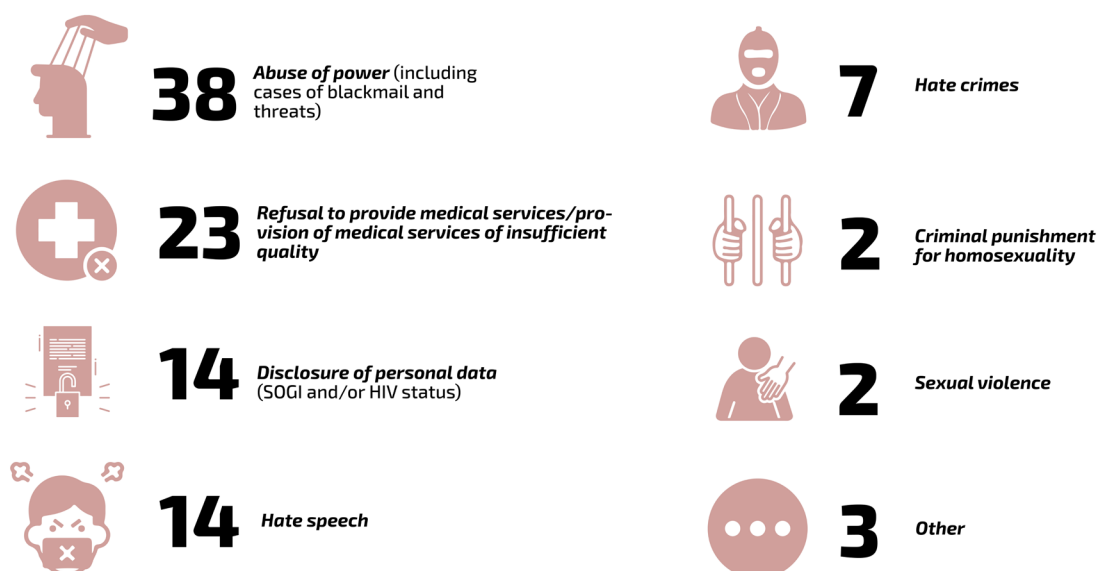 38
Abuse of power (including
cases of blackmail and
threats)
23
Refusal to provide medical services/pro-
vision of medical services of insufficient
quality
14
Disclosure of personal data
(SOGI and/or HIV status)
14
Hate speech
7
Hate crimes
2
Criminal punishment
for homosexuality
2
Sexual violence
3
Other